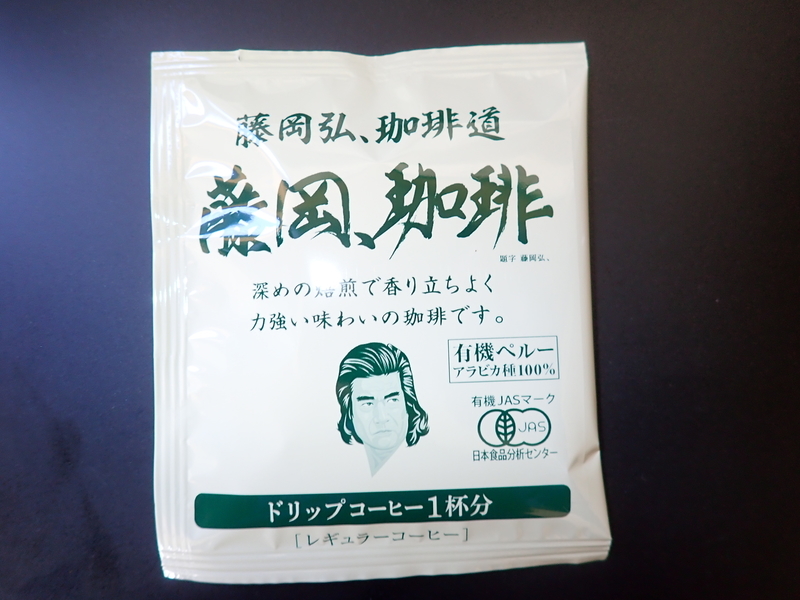 藤岡弘、珈琲道
藤岡、珈琲
題字 藤岡弘、
深めの焙煎で香り立ちよく
力強い味わいの珈琲です。
有機ペルー
アラビカ種100%
有機JASマーク
JAS
日本食品分析センター
ドリップコーヒー1杯分
[レギュラーコーヒー]